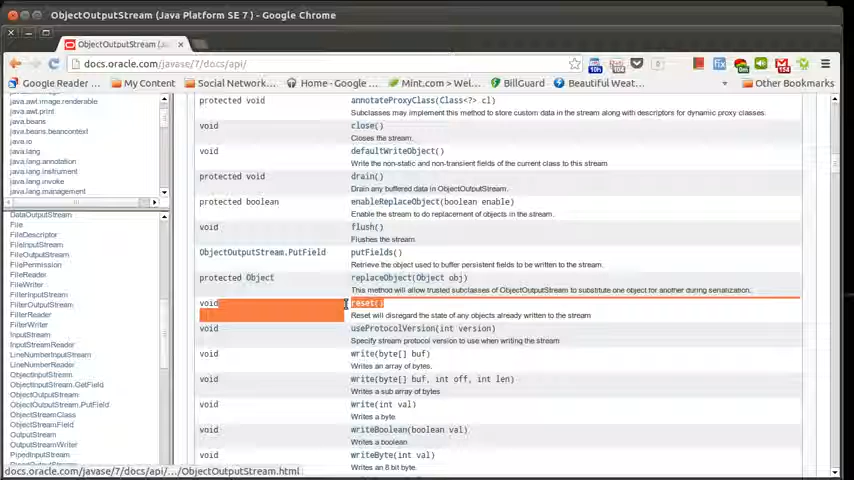 ObjectOutputStream (Java Platform SE 7 ) - Google Chrome
ObjectOutputStream (Ja
docs.oracle.com/javase/7/docs/api/
Google Reader ...
My Content
Social Network...
Home - Google ...
Mint.com > Wel...
BillGuard
Beautiful Weat...
Other Bookmarks
java.awt.image.renderable
java.awt.print
java.beans
java.beans.beancontext
java.io
java.lang
java.lang.annotation
java.lang.instrument
java.lang.invoke
java.lang.management
DataOutputStream
File
FileDescriptor
FileInputStream
FileOutputStream
FilePermission
FileReader
FileWriter
FilterInputStream
FilterOutputStream
FilterReader
FilterWriter
InputStream
InputStreamReader
LineNumberInputStream
LineNumberReader
ObjectInputStream
ObjectInputStream.GetField
ObjectOutputStream
ObjectOutputStream.PutField
ObjectStreamClass
ObjectStreamField
OutputStream
OutputStreamWriter
PipedInputStream
protected void annotateProxyClass(Class<?> cl)
Subclasses may implement this method to store custom data in the stream along with descriptors for dynamic proxy classes.
void close()
Closes the stream.
void defaultWriteObject()
Write the non-static and non-transient fields of the current class to this stream
protected void drain()
Drain any buffered data in ObjectOutputStream.
protected boolean enableReplaceObject(boolean enable)
Enable the stream to do replacement of objects in the stream.
void flush()
Flushes the stream.
ObjectOutputStream.PutField putFields()
Retrieve the object used to buffer persistent fields to be written to the stream.
protected Object replaceObject(Object obj)
This method will allow trusted subclasses of ObjectOutputStream to substitute one object for another during serialization.
void reset()
Reset will disregard the state of any objects already written to the stream
void useProtocolVersion(int version)
Specify stream protocol version to use when writing the stream
void write(byte[] buf)
Writes an array of bytes.
void write(byte[] buf, int off, int len)
Writes a sub array of bytes
void write(int val)
Writes a byte
void writeBoolean(boolean val)
Writes a boolean
void writeByte(int val)
Writes an 8 bit byte
docs.oracle.com/javase/7/docs/api/.../ObjectOutputStream.html